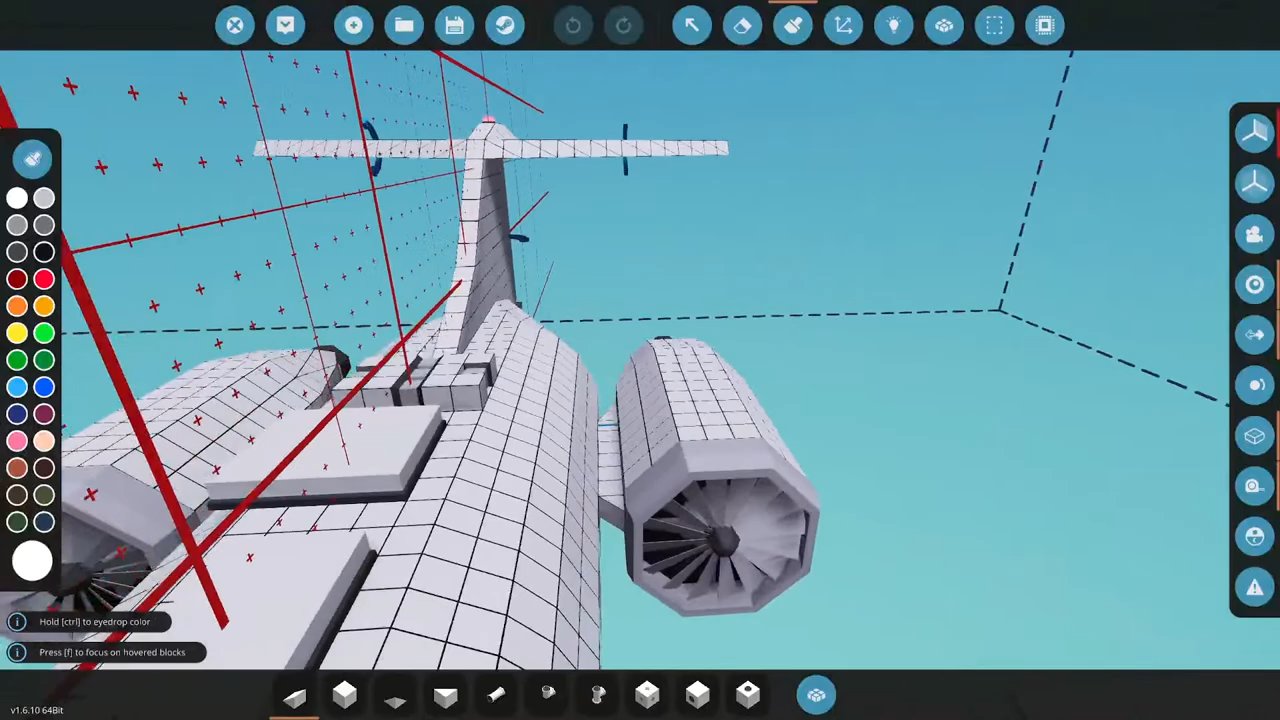 Hold [ctrl] to eyedrop color
Press [f] to focus on hovered blocks
v1.6.10 64Bit